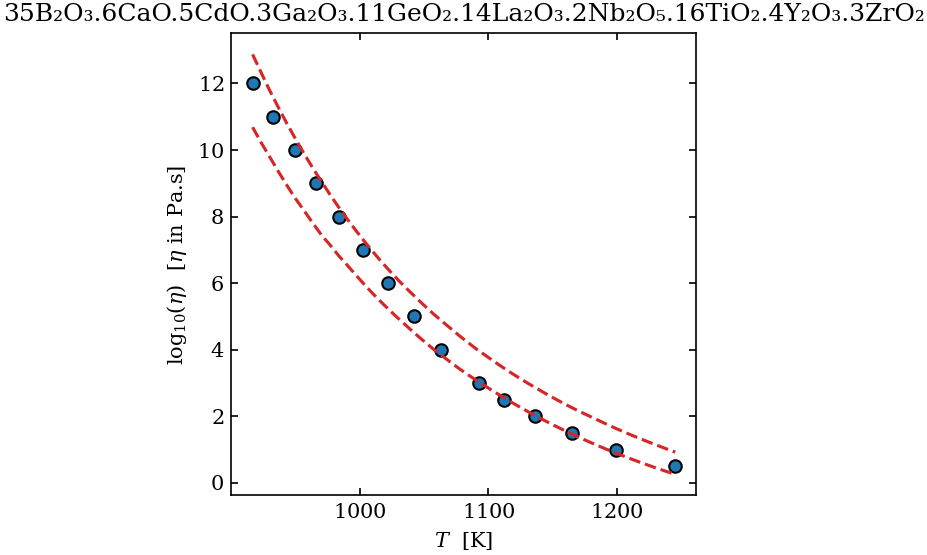 35B₂O₃.6CaO.5CdO.3Ga₂O₃.11GeO₂.14La₂O₃.2Nb₂O₅.16TiO₂.4Y₂O₃.3ZrO₂
log₁₀(η) [η in Pa.s]
12
10
8
6
4
2
0
1000 1100 1200
T [K]